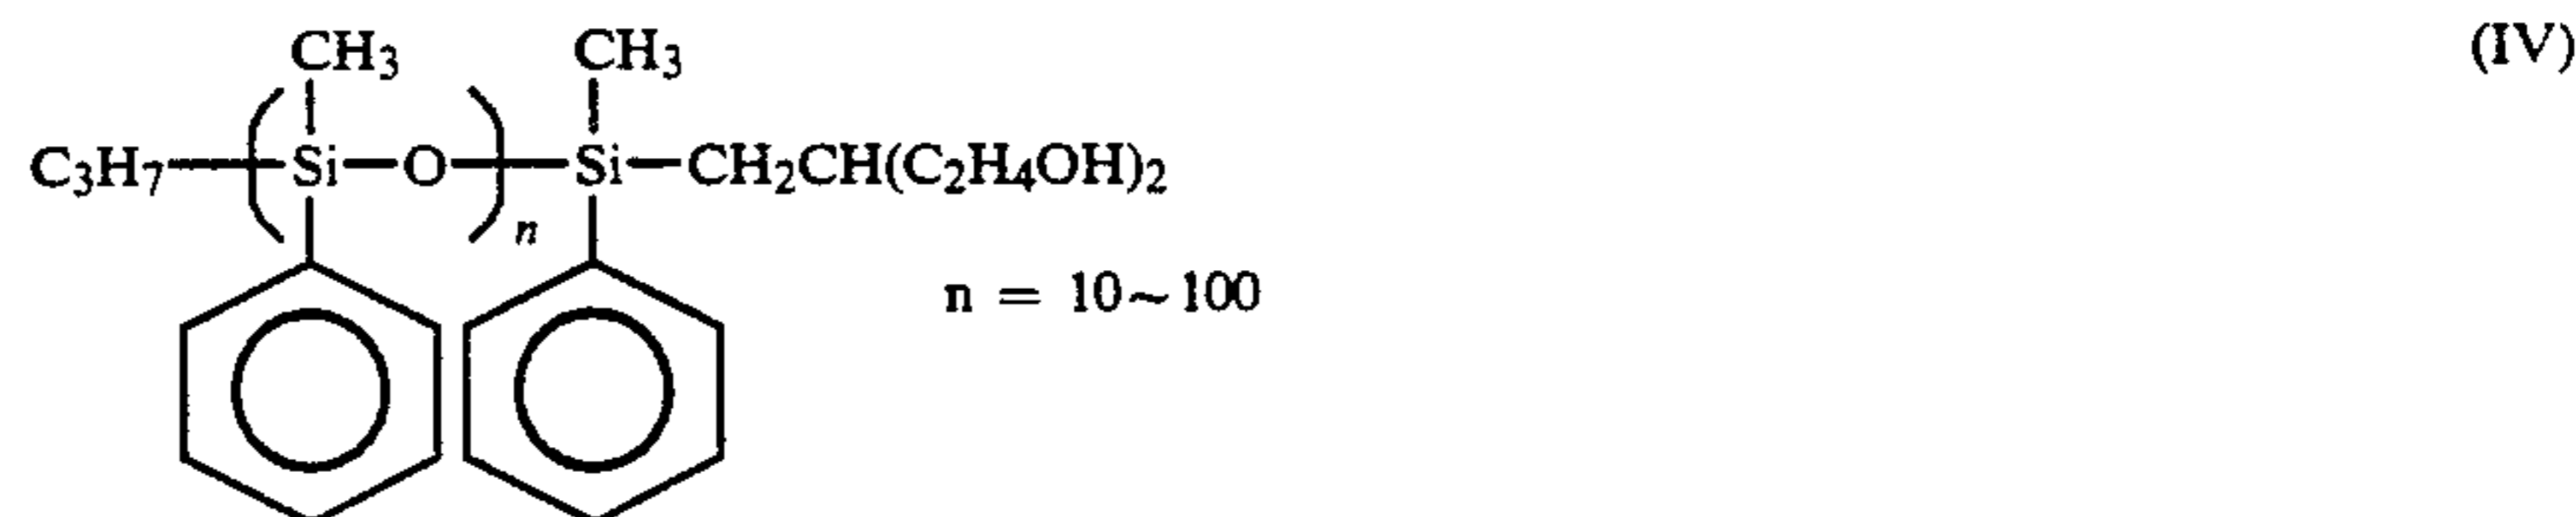 CH₃ CH₃ (IV)
C₃H₇—(Si—O)ₙ—Si—CH₂CH(C₂H₄OH)₂
n = 10~100